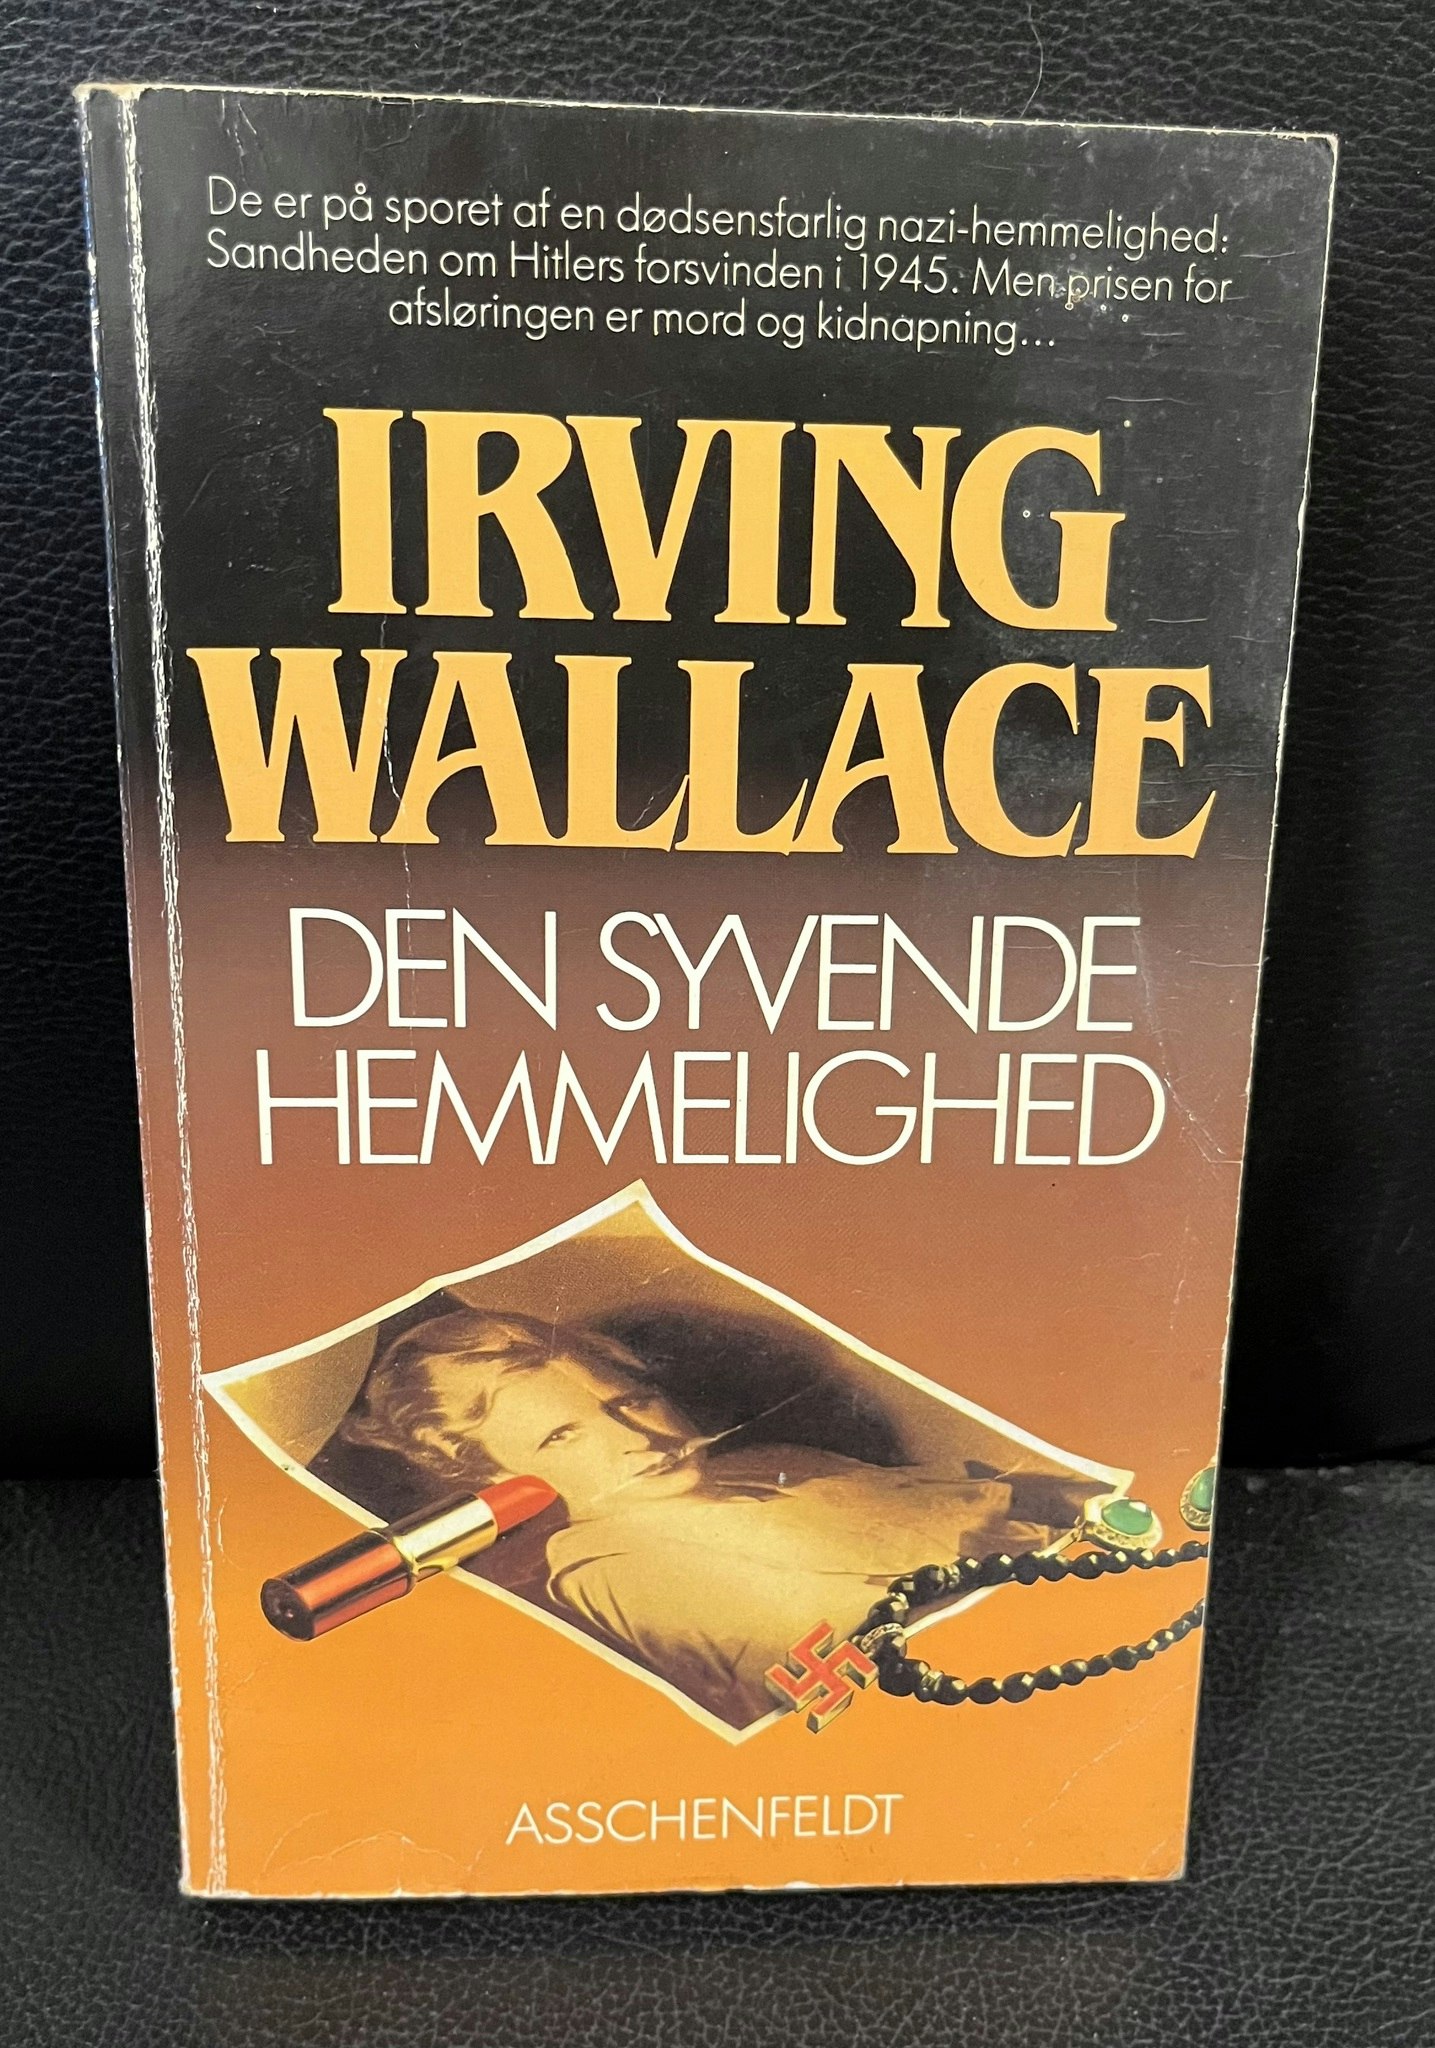 De er på sporet af en dødsensfarlig nazi-hemmelighed:
Sandheden om Hitlers forsvinden i 1945. Men prisen for
afsløringen er mord og kidnapning...
IRVING
WALLACE
DEN SYVENDE
HEMMELIGHED
ASSCHENFELDT